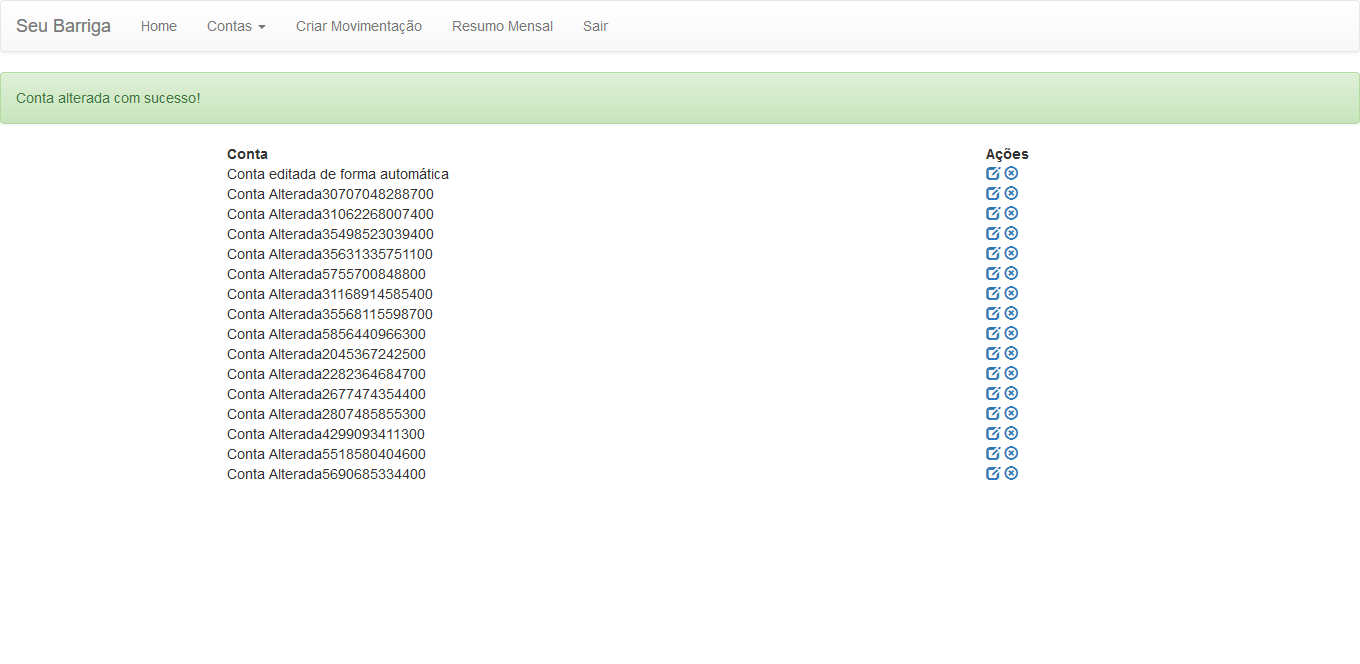 Seu Barriga Home Contas Criar Movimentação Resumo Mensal Sair
Conta alterada com sucesso!
Conta Ações
Conta editada de forma automática
Conta Alterada30707048288700
Conta Alterada31062268007400
Conta Alterada35498523039400
Conta Alterada35631335751100
Conta Alterada5755700848800
Conta Alterada31168914585400
Conta Alterada35568115598700
Conta Alterada5856440966300
Conta Alterada2045367242500
Conta Alterada2282364684700
Conta Alterada2677474354400
Conta Alterada2807485855300
Conta Alterada4299093411300
Conta Alterada5518580404600
Conta Alterada5690685334400